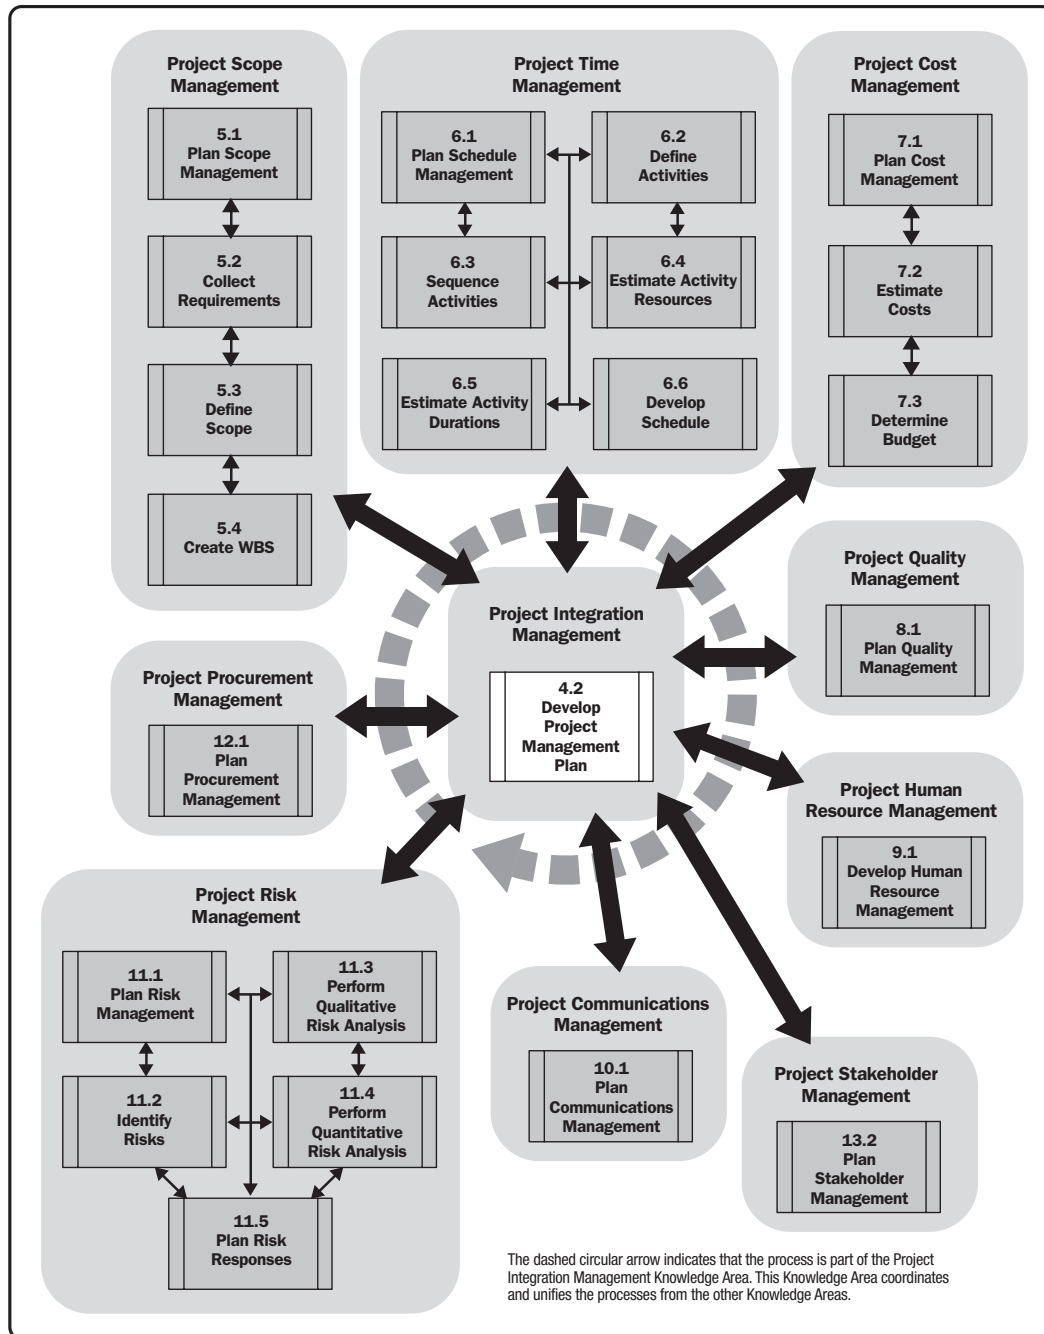 Project Scope
Management
5.1
Plan Scope
Management
5.2
Collect
Requirements
5.3
Define
Scope
5.4
Create WBS
Project Time
Management
6.1
Plan Schedule
Management
6.2
Define
Activities
6.3
Sequence
Activities
6.4
Estimate Activity
Resources
6.5
Estimate Activity
Durations
6.6
Develop
Schedule
Project Cost
Management
7.1
Plan Cost
Management
7.2
Estimate
Costs
7.3
Determine
Budget
Project Integration
Management
4.2
Develop
Project
Management
Plan
Project Quality
Management
8.1
Plan Quality
Management
Project Procurement
Management
12.1
Plan
Procurement
Management
Project Human
Resource Management
9.1
Develop Human
Resource
Management
Project Risk
Management
11.1
Plan Risk
Management
11.3
Perform
Qualitative
Risk Analysis
11.2
Identify
Risks
11.4
Perform
Quantitative
Risk Analysis
11.5
Plan Risk
Responses
Project Communications
Management
10.1
Plan
Communications
Management
Project Stakeholder
Management
13.2
Plan
Stakeholder
Management
The dashed circular arrow indicates that the process is part of the Project
Integration Management Knowledge Area. This Knowledge Area coordinates
and unifies the processes from the other Knowledge Areas.